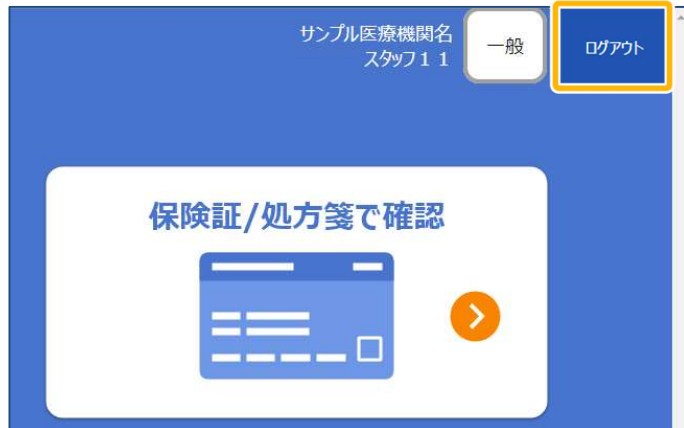 サンプル医療機関名
スタッフ11
一般
ログアウト
保険証/処方箋で確認